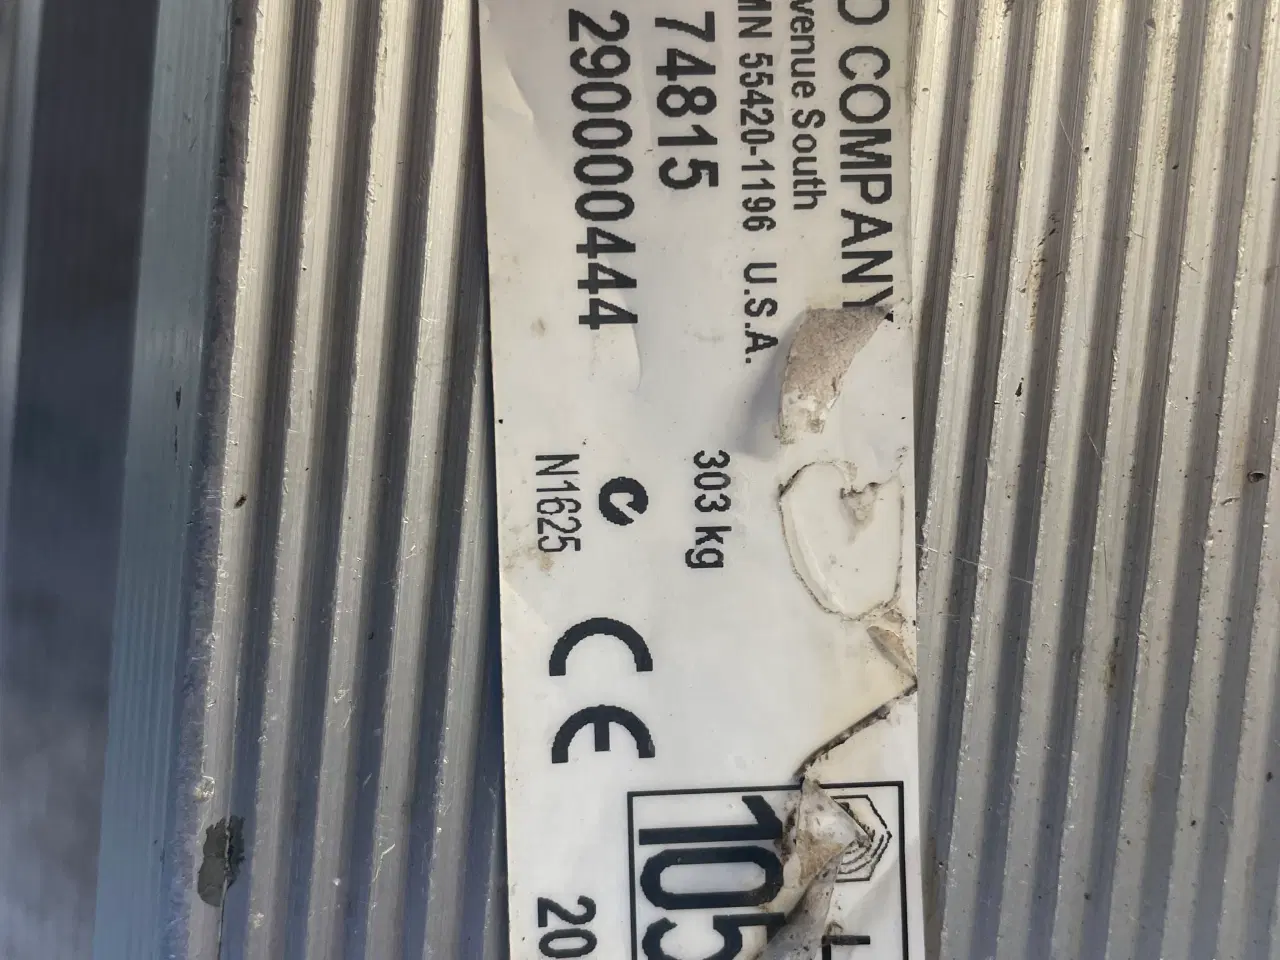 O COMPANY
venue South
MN 55420-1196 U.S.A.
74815
303 kg
290000444
N1625
CE
105
20